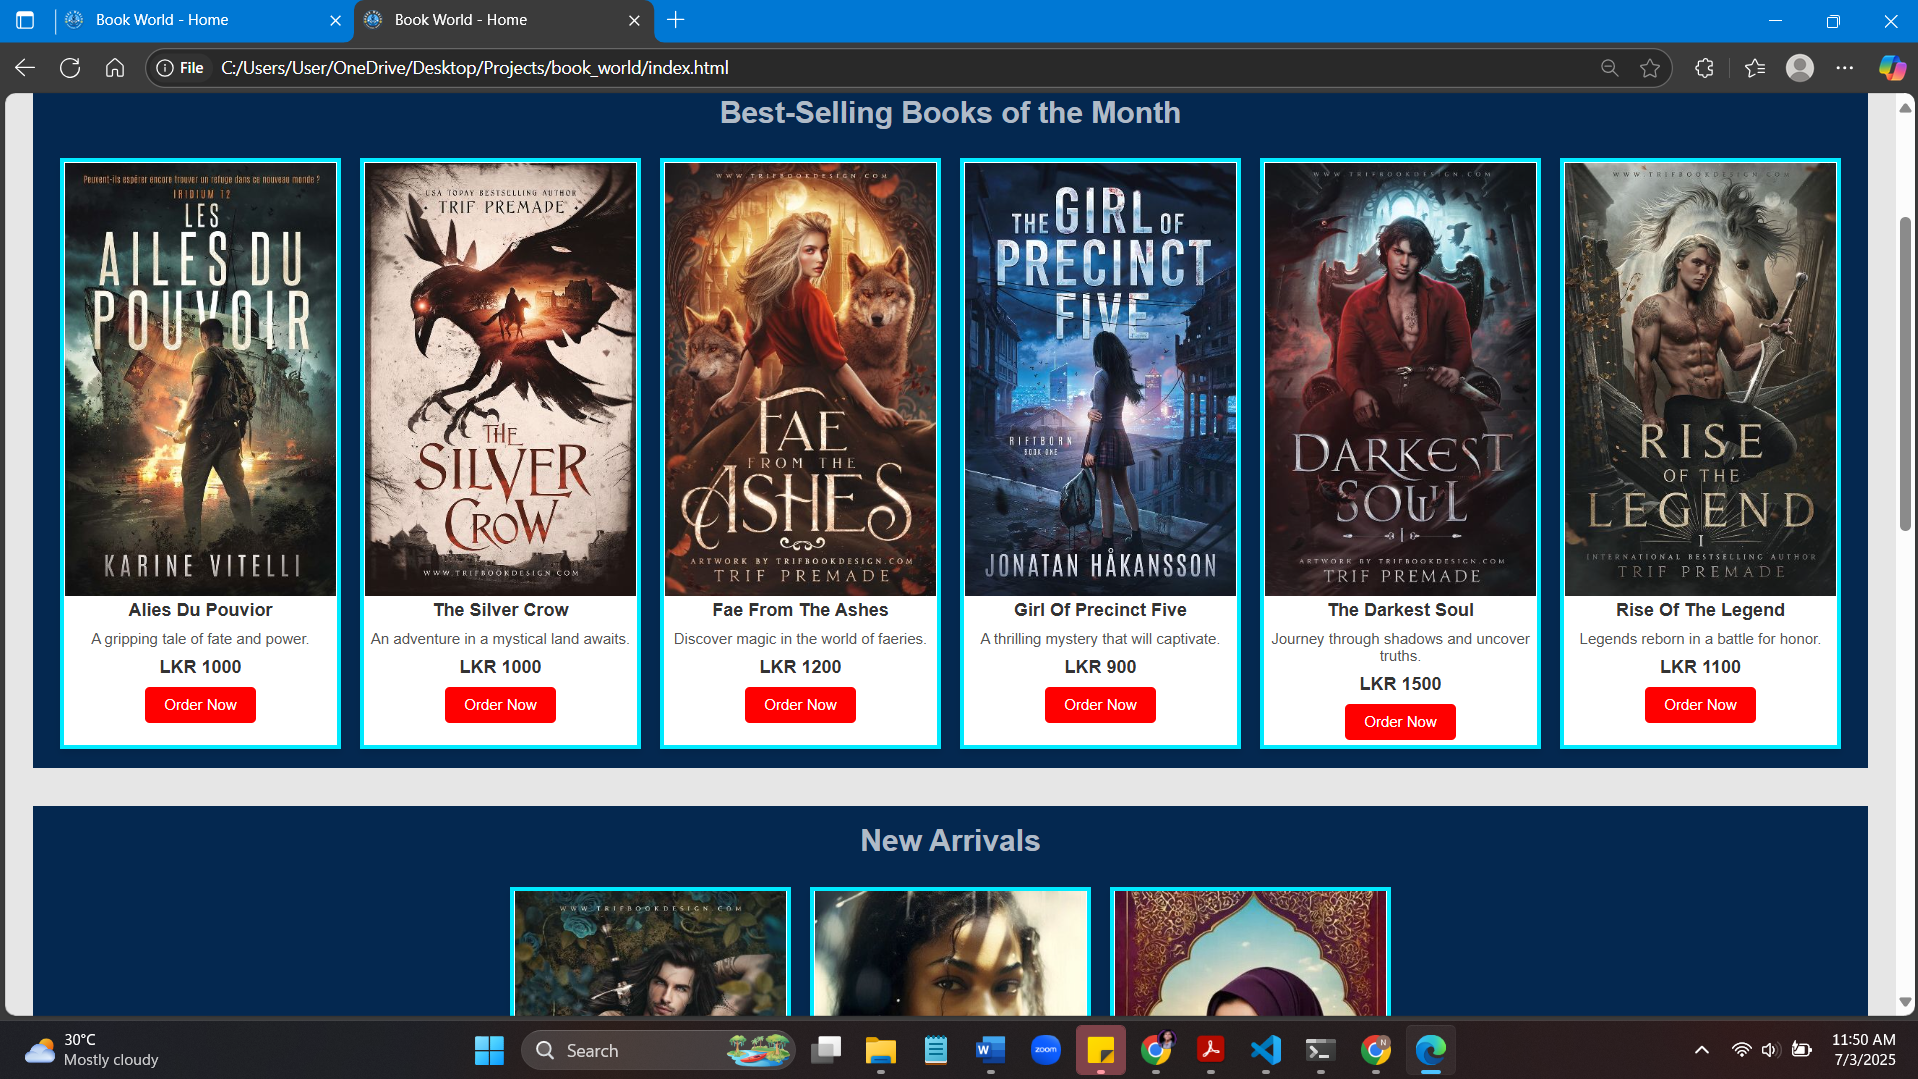 Book World - Home
Book World - Home
File
C:/Users/User/OneDrive/Desktop/Projects/book_world/index.html
Best-Selling Books of the Month
Peuvent-ils espérer encore trouver un refuge dans ce nouveau monde ?
IRIDIUM 12
LES
AILES DU
POUVOIR
KARINE VITELLI
Alies Du Pouvior
A gripping tale of fate and power.
LKR 1000
Order Now
USA TODAY BESTSELLING AUTHOR
TRIF PREMADE
THE
SILVER
CROW
WWW.TRIFBOOKDESIGN.COM
The Silver Crow
An adventure in a mystical land awaits.
LKR 1000
Order Now
WWW.TRIFBOOKDESIGN.COM
FAE
FROM THE
ASHES
ARTWORK BY TRIFBOOKDESIGN.COM
TRIF PREMADE
Fae From The Ashes
Discover magic in the world of faeries.
LKR 1200
Order Now
THE GIRL OF
PRECINCT
FIVE
RIFTBORN
BOOK ONE
JONATAN HÅKANSSON
Girl Of Precinct Five
A thrilling mystery that will captivate.
LKR 900
Order Now
WWW.TRIFBOOKDESIGN.COM
DARKEST
SOUL
I
ARTWORK BY TRIFBOOKDESIGN.COM
TRIF PREMADE
The Darkest Soul
Journey through shadows and uncover
truths.
LKR 1500
Order Now
WWW.TRIFBOOKDESIGN.COM
RISE
OF THE
LEGEND
I
INTERNATIONAL BESTSELLING AUTHOR
TRIF PREMADE
Rise Of The Legend
Legends reborn in a battle for honor.
LKR 1100
Order Now
New Arrivals
WWW.TRIFBOOKDESIGN.COM
30°C
Mostly cloudy
Search
zoom
N
11:50 AM
7/3/2025